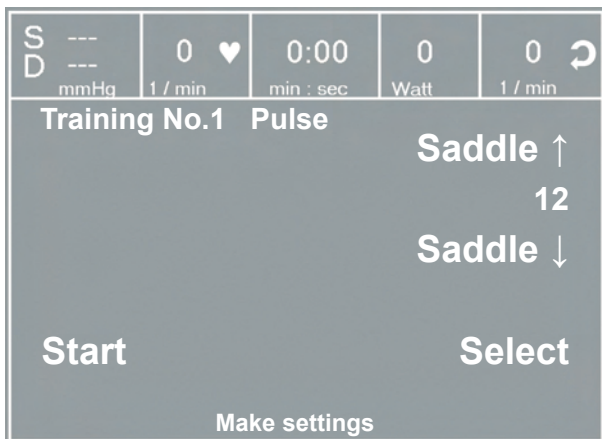 S --- 0 ♥ 0:00 0 0
D ---
mmHg 1 / min min : sec Watt 1 / min
Training No.1 Pulse
Saddle ↑
12
Saddle ↓
Start Select
Make settings